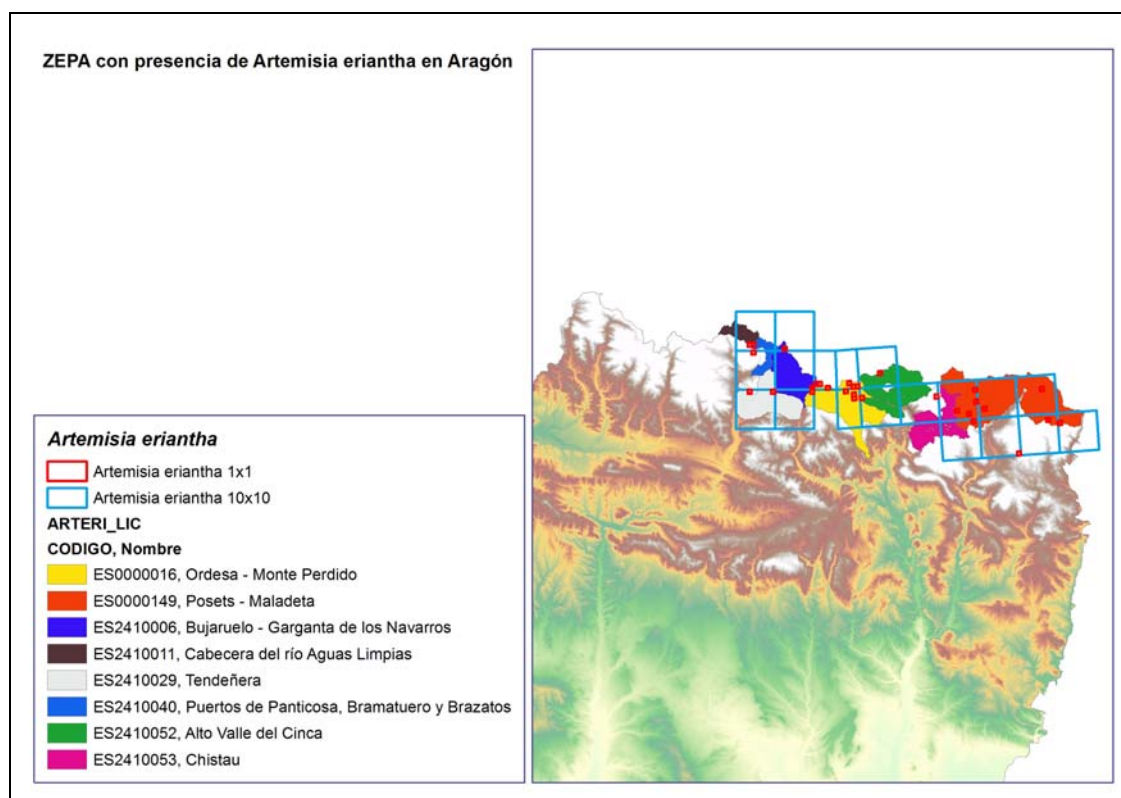 ZEPA con presencia de Artemisia eriantha en Aragón
Artemisia eriantha
Artemisia eriantha 1x1
Artemisia eriantha 10x10
ARTERI_LIC
CODIGO, Nombre
ES0000016, Ordesa - Monte Perdido
ES0000149, Posets - Maladeta
ES2410006, Bujaruelo - Garganta de los Navarros
ES2410011, Cabecera del río Aguas Limpias
ES2410029, Tendeñera
ES2410040, Puertos de Panticosa, Bramatuero y Brazatos
ES2410052, Alto Valle del Cinca
ES2410053, Chistau